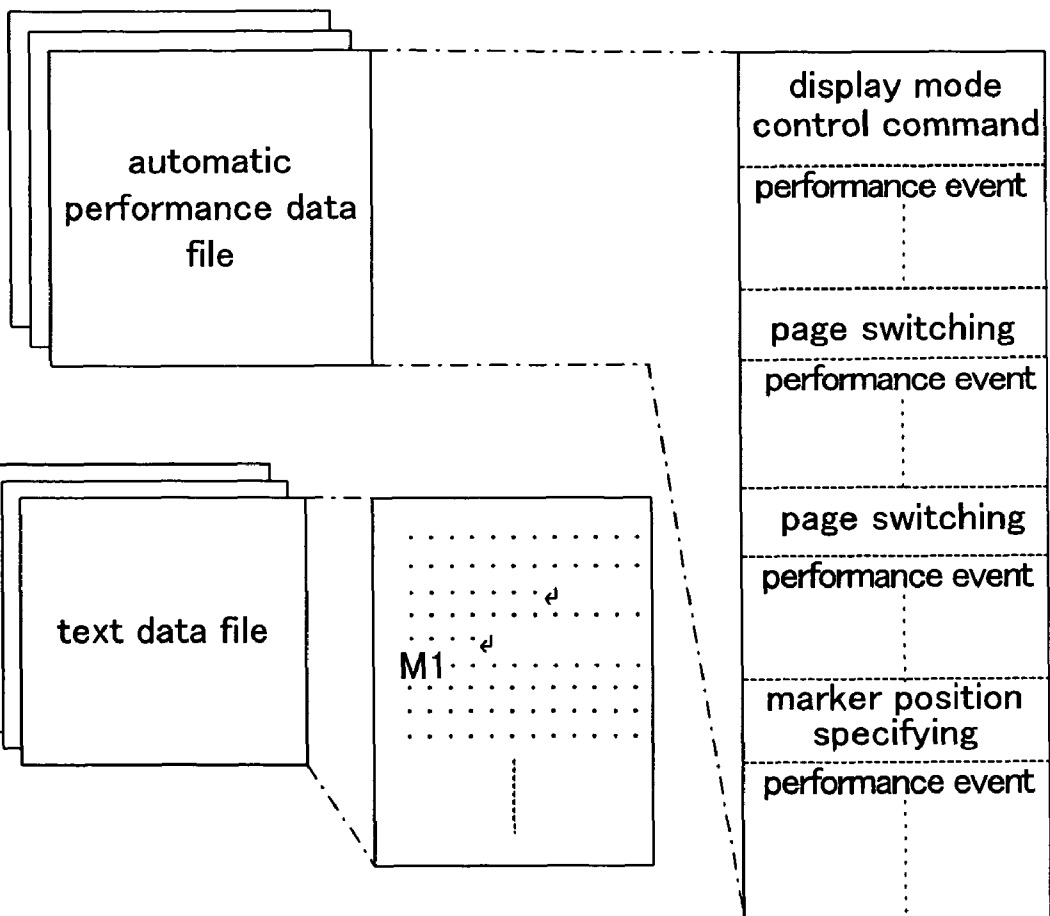 automatic
performance data
file
display mode
control command
performance event
page switching
performance event
page switching
performance event
marker position
specifying
performance event
text data file
M1